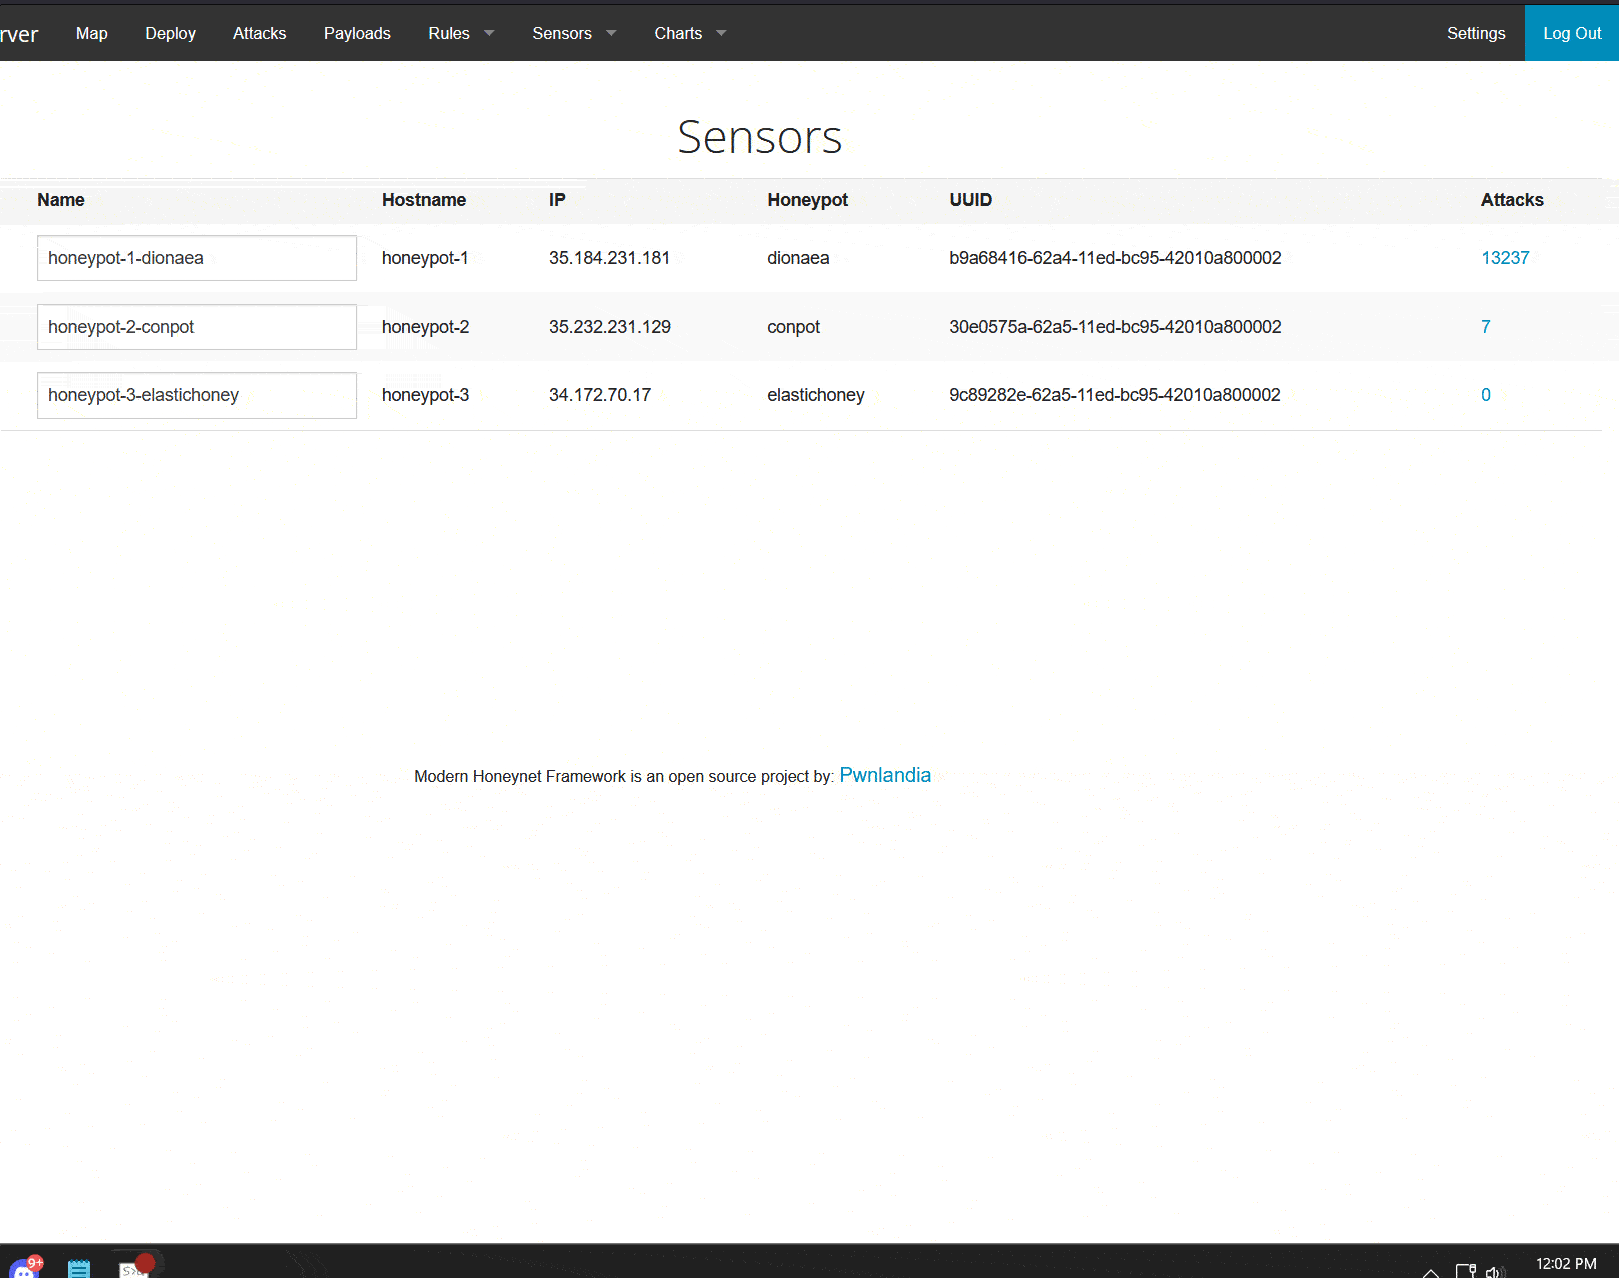 rver Map Deploy Attacks Payloads Rules Sensors Charts Settings Log Out
Sensors
Name Hostname IP Honeypot UUID Attacks
honeypot-1-dionaea honeypot-1 35.184.231.181 dionaea b9a68416-62a4-11ed-bc95-42010a800002 13237
honeypot-2-conpot honeypot-2 35.232.231.129 conpot 30e0575a-62a5-11ed-bc95-42010a800002 7
honeypot-3-elastichoney honeypot-3 34.172.70.17 elastichoney 9c89282e-62a5-11ed-bc95-42010a800002 0
Modern Honeynet Framework is an open source project by: Pwnlandia
9+
12:02 PM